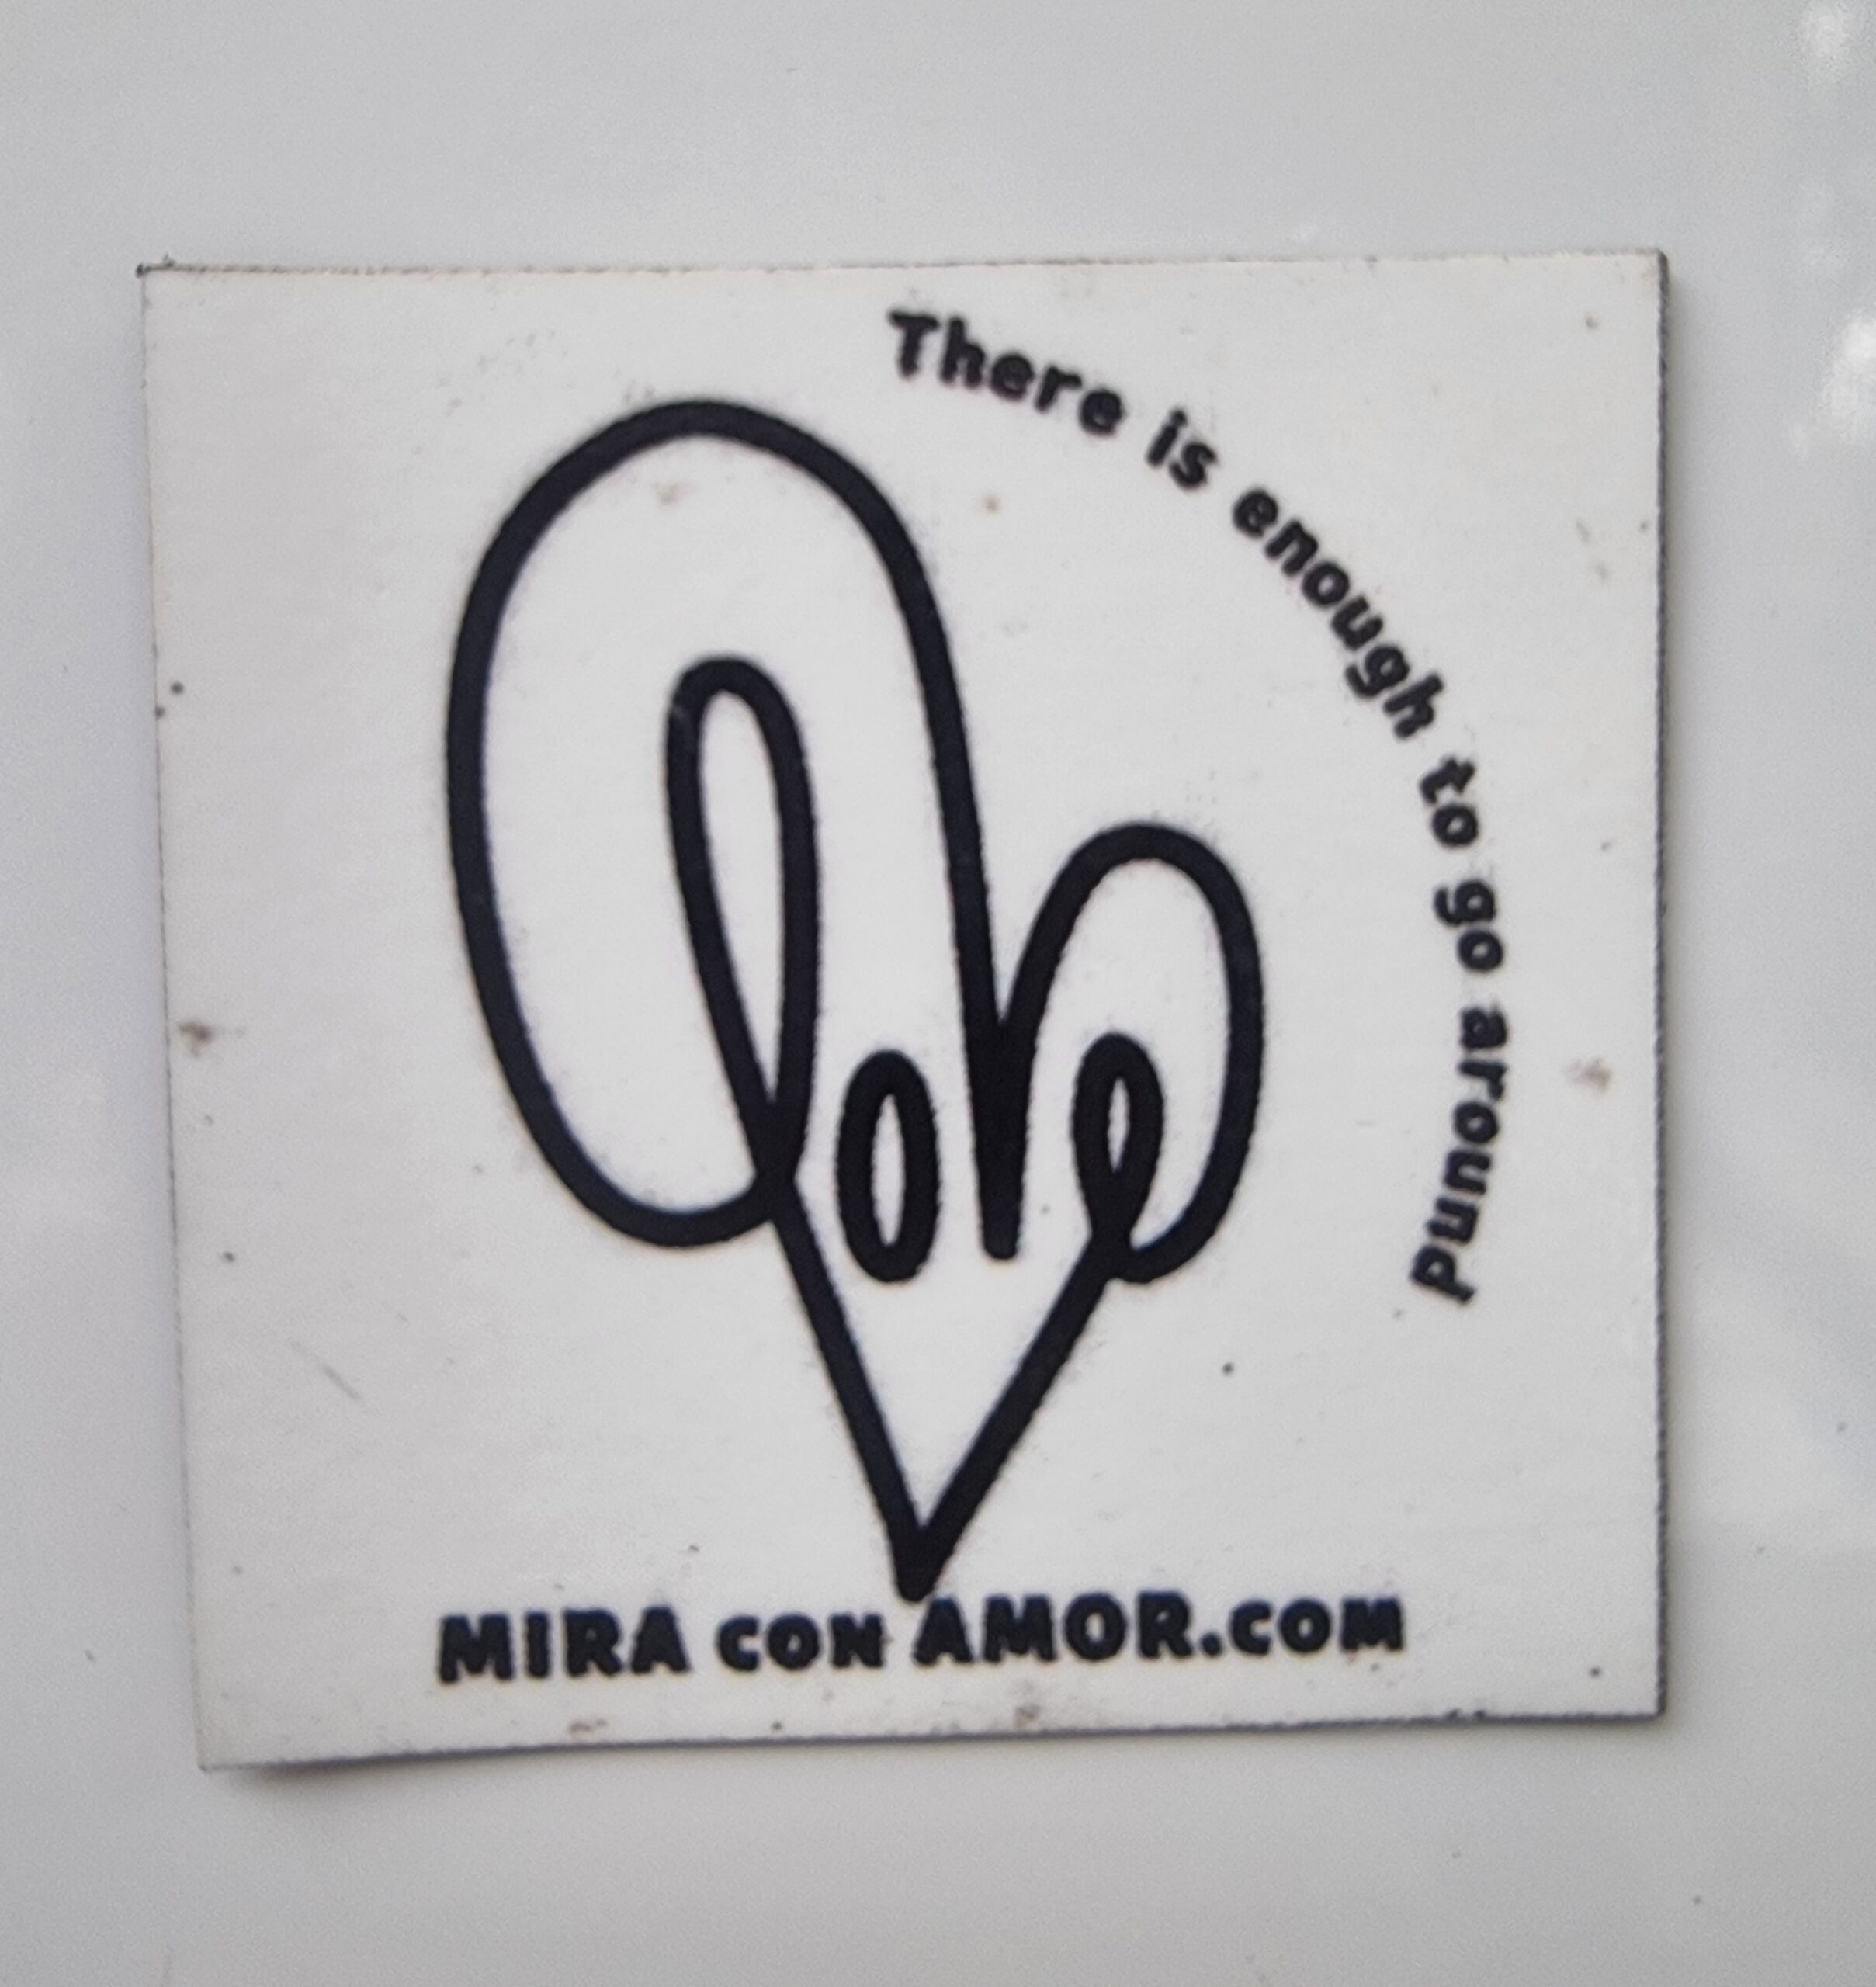 There is enough to go around
love
MIRA CON AMOR.COM